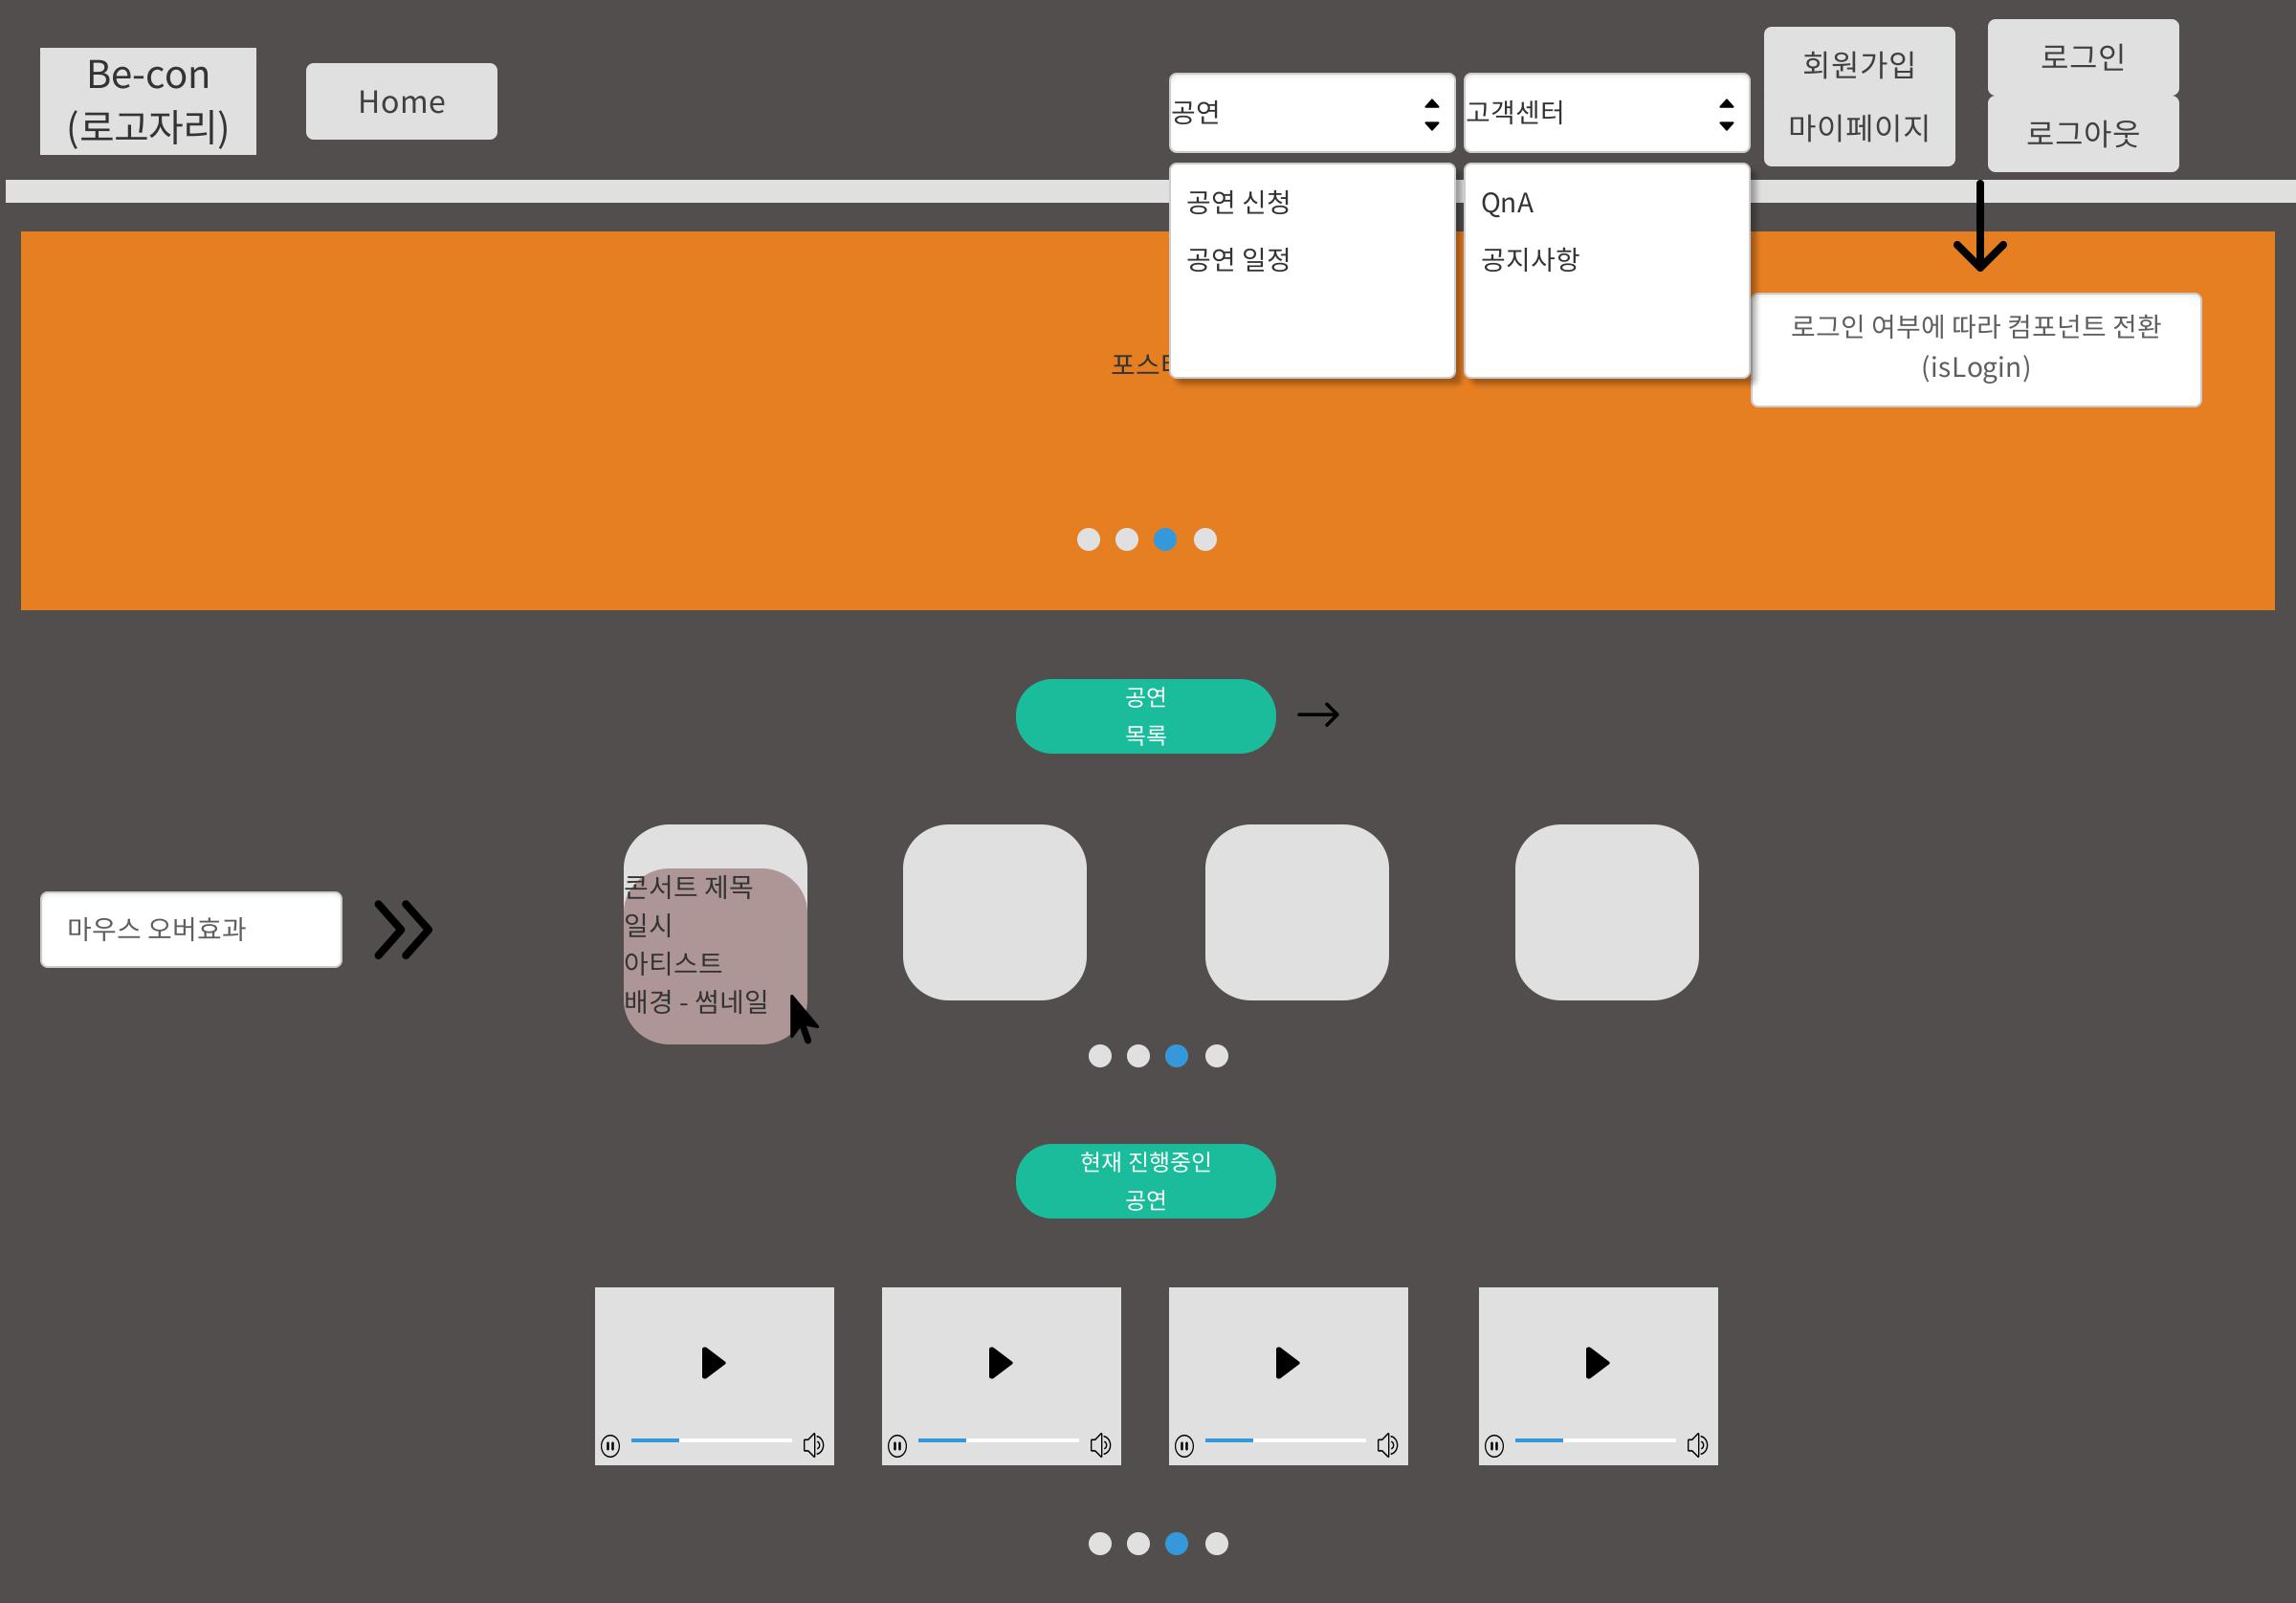 Be-con
(로고자리)
Home
공연
고객센터
회원가입
마이페이지
로그인
로그아웃
공연 신청
공연 일정
QnA
공지사항
로그인 여부에 따라 컴포넌트 전환
(isLogin)
포스
공연
목록
마우스 오버효과
콘서트 제목
일시
아티스트
배경 - 썸네일
현재 진행중인
공연